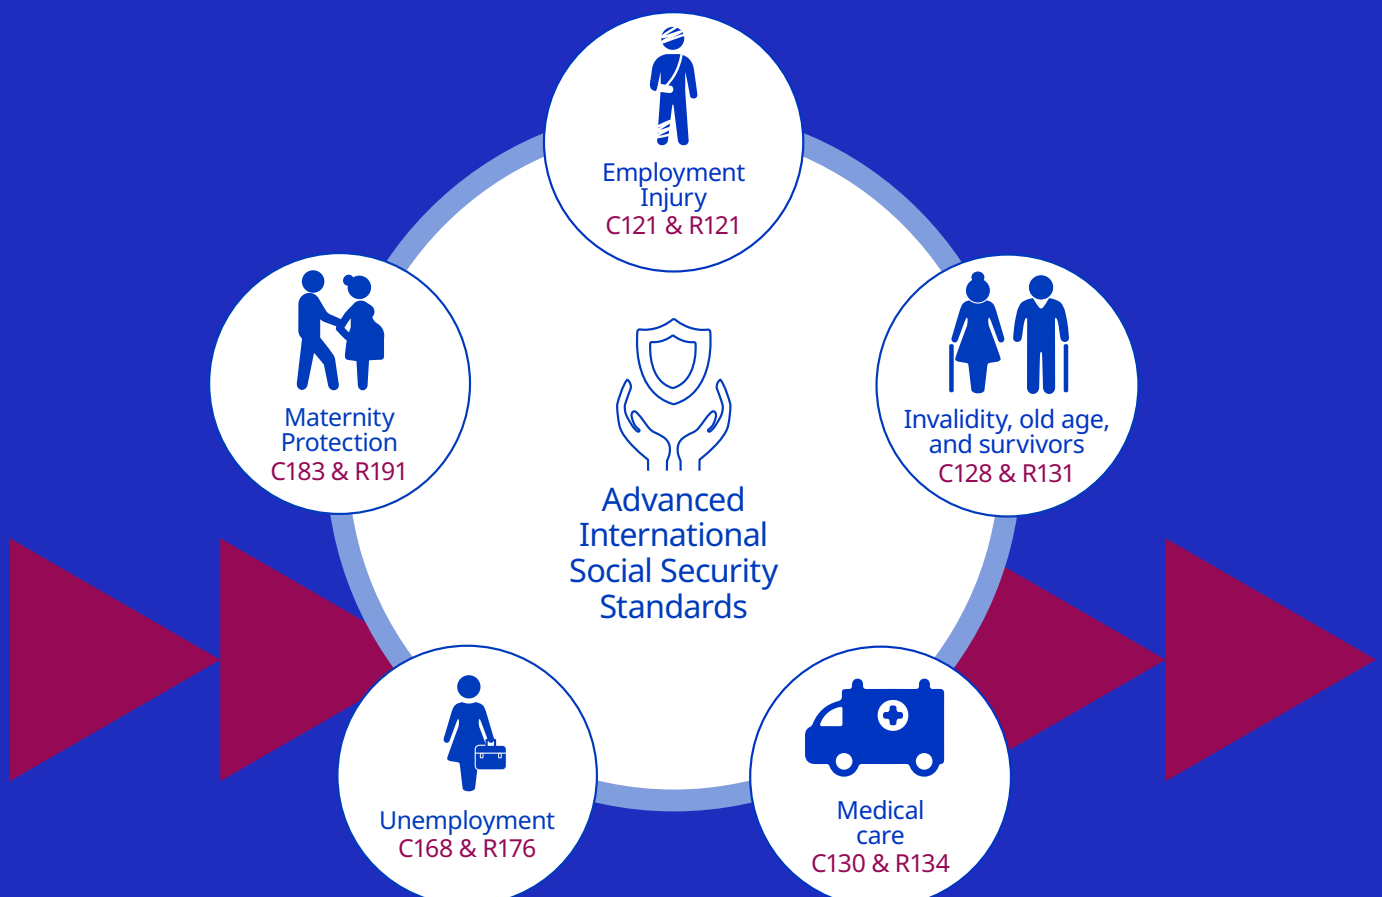 Employment
Injury
C121 & R121
Maternity
Protection
C183 & R191
Invalidity, old age,
and survivors
C128 & R131
Advanced
International
Social Security
Standards
Unemployment
C168 & R176
Medical
care
C130 & R134